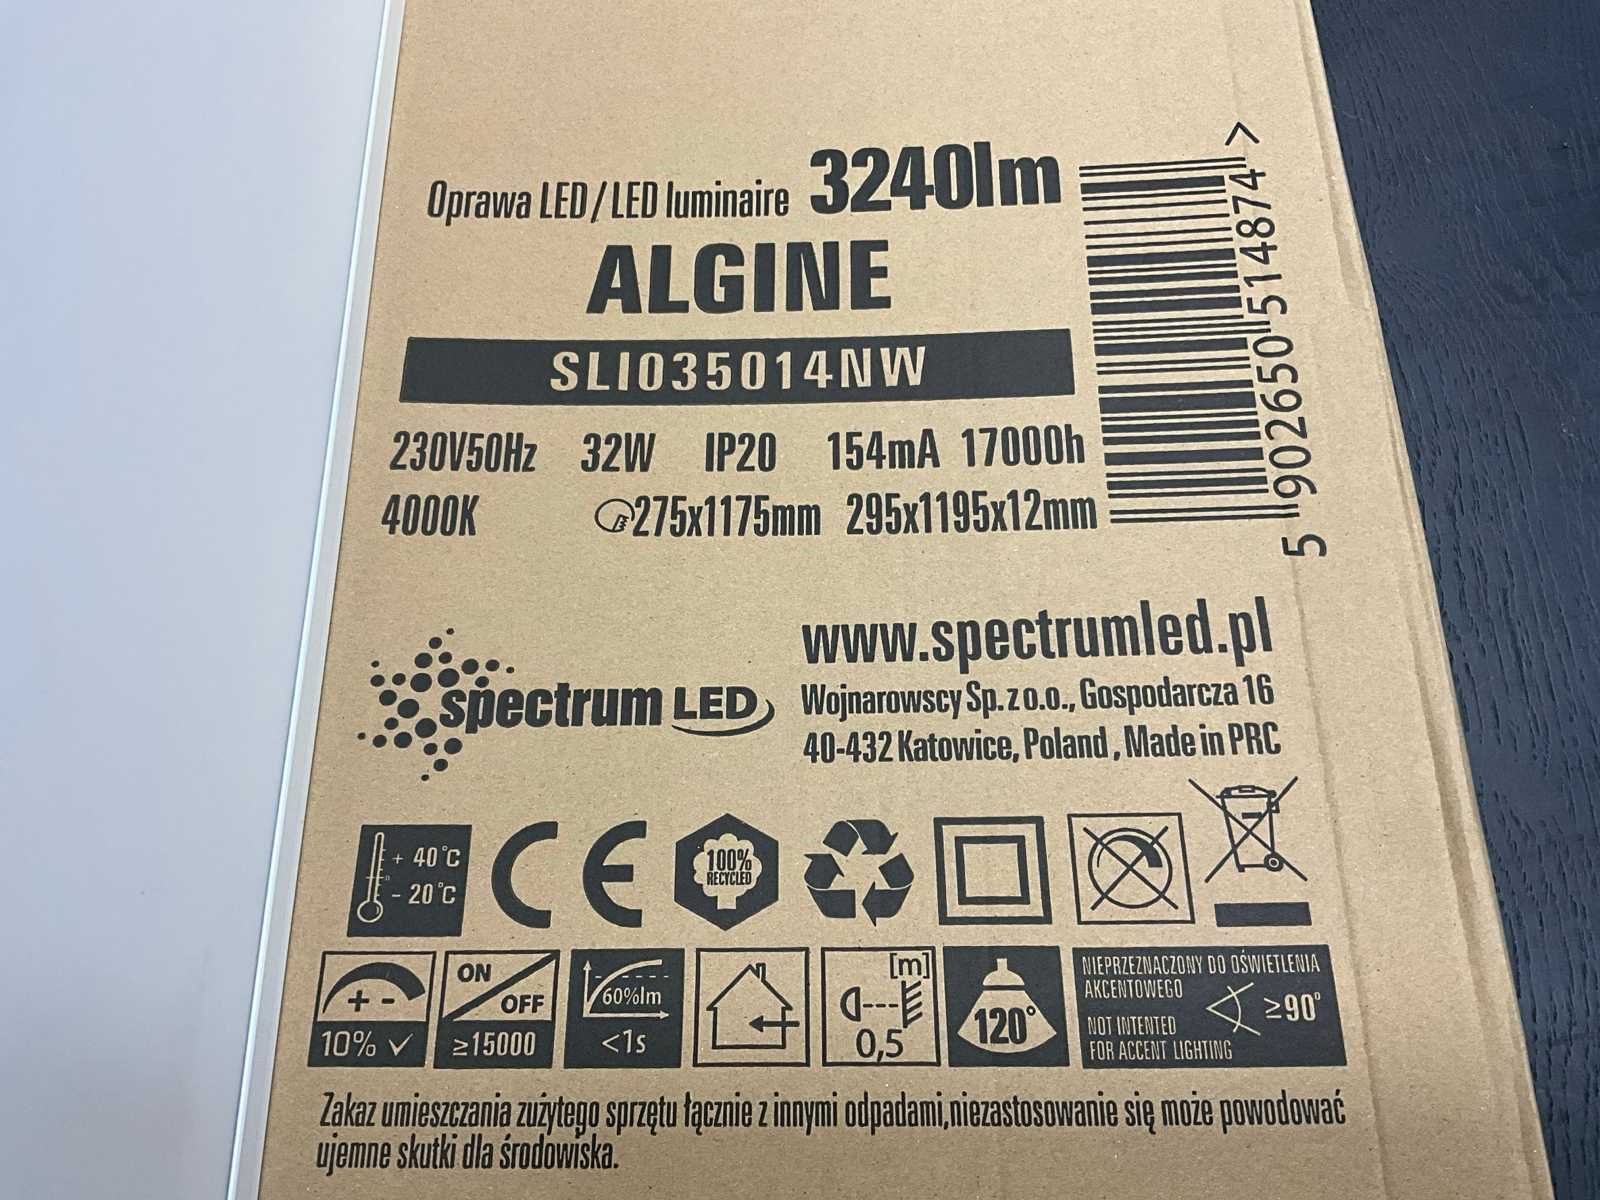 Oprawa LED / LED luminaire 3240lm
ALGINE
SLI035014NW
230V50Hz 32W IP20 154mA 17000h
4000K 275x1175mm 295x1195x12mm
5 902650 514874 >
www.spectrumled.pl
spectrum LED
Wojnarowscy Sp. z o.o., Gospodarcza 16
40-432 Katowice, Poland , Made in PRC
+ 40°C
- 20°C
CE
100%
RECYCLED
+ -
10%
ON
OFF
≥15000
60%lm
<1s
[m]
0,5
120°
NIEPRZEZNACZONY DO OŚWIETLENIA
AKCENTOWEGO
≥90°
NOT INTENDED
FOR ACCENT LIGHTING
Zakaz umieszczania zużytego sprzętu łącznie z innymi odpadami,niezastosowanie się może powodować
ujemne skutki dla środowiska.